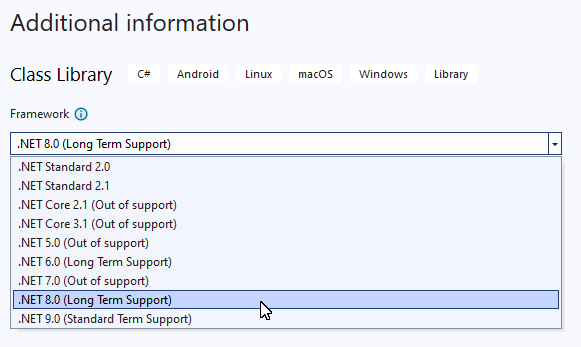 Additional information
Class Library C# Android Linux macOS Windows Library
Framework
.NET 8.0 (Long Term Support)
.NET Standard 2.0
.NET Standard 2.1
.NET Core 2.1 (Out of support)
.NET Core 3.1 (Out of support)
.NET 5.0 (Out of support)
.NET 6.0 (Long Term Support)
.NET 7.0 (Out of support)
.NET 8.0 (Long Term Support)
.NET 9.0 (Standard Term Support)